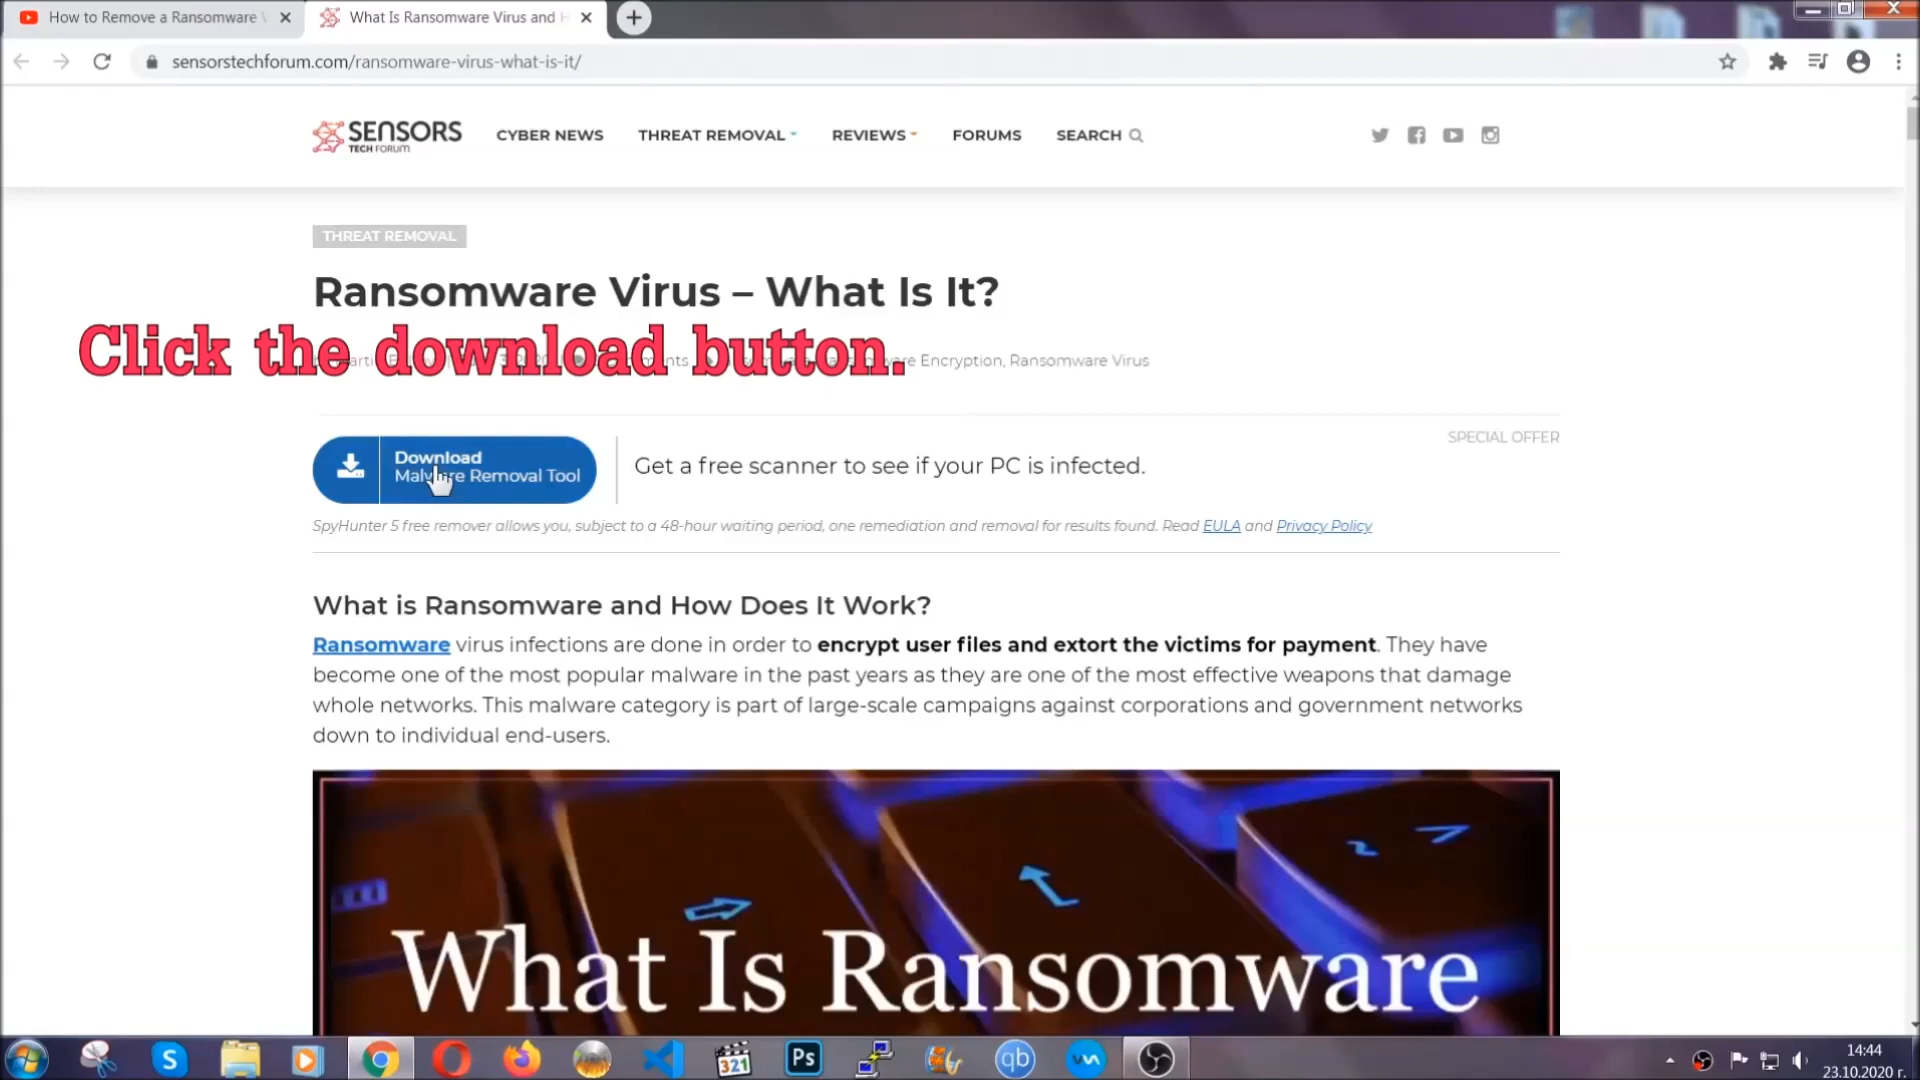 How to Remove a Ransomware V
What Is Ransomware Virus and H
sensorstechforum.com/ransomware-virus-what-is-it/
SENSORS
TECH FORUM
CYBER NEWS
THREAT REMOVAL
REVIEWS
FORUMS
SEARCH
THREAT REMOVAL
Ransomware Virus – What Is It?
Click the download button.
Encryption, Ransomware Virus
SPECIAL OFFER
Download
Malware Removal Tool
Get a free scanner to see if your PC is infected.
SpyHunter 5 free remover allows you, subject to a 48-hour waiting period, one remediation and removal for results found. Read EULA and Privacy Policy
What is Ransomware and How Does It Work?
Ransomware virus infections are done in order to encrypt user files and extort the victims for payment. They have
become one of the most popular malware in the past years as they are one of the most effective weapons that damage
whole networks. This malware category is part of large-scale campaigns against corporations and government networks
down to individual end-users.
What Is Ransomware
S
321
Ps
qb
14:44
23.10.2020 г.